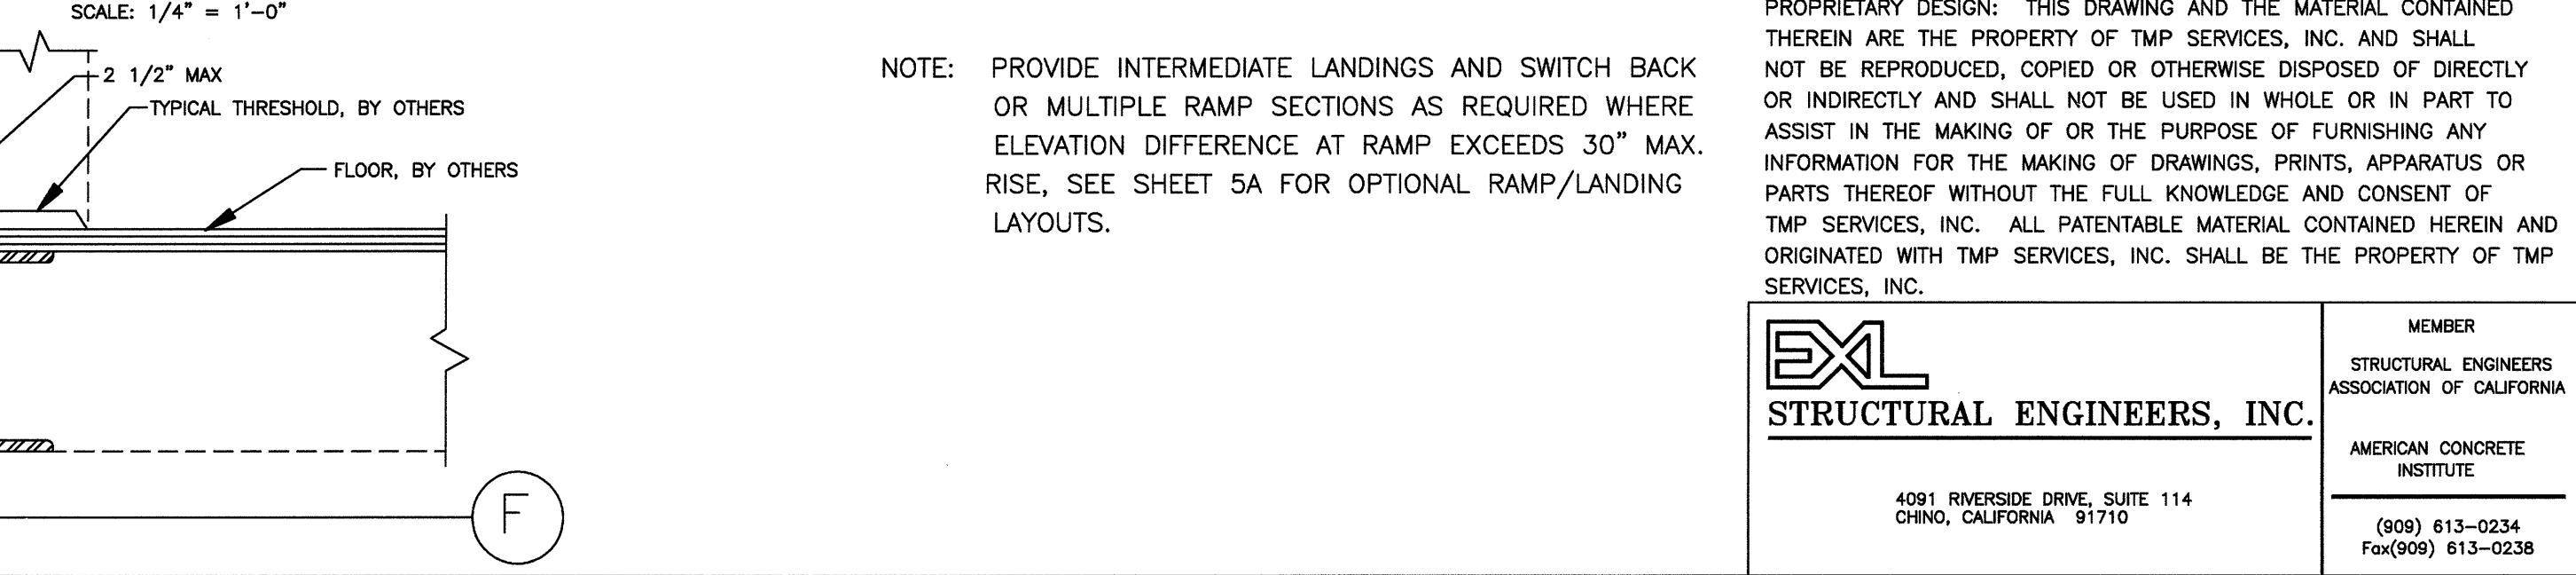 SCALE: 1/4" = 1'-0"
2 1/2" MAX
TYPICAL THRESHOLD, BY OTHERS
FLOOR, BY OTHERS
F
NOTE: PROVIDE INTERMEDIATE LANDINGS AND SWITCH BACK
OR MULTIPLE RAMP SECTIONS AS REQUIRED WHERE
ELEVATION DIFFERENCE AT RAMP EXCEEDS 30" MAX.
RISE, SEE SHEET 5A FOR OPTIONAL RAMP/LANDING
LAYOUTS.
PROPRIETARY DESIGN: THIS DRAWING AND THE MATERIAL CONTAINED
THEREIN ARE THE PROPERTY OF TMP SERVICES, INC. AND SHALL
NOT BE REPRODUCED, COPIED OR OTHERWISE DISPOSED OF DIRECTLY
OR INDIRECTLY AND SHALL NOT BE USED IN WHOLE OR IN PART TO
ASSIST IN THE MAKING OF OR THE PURPOSE OF FURNISHING ANY
INFORMATION FOR THE MAKING OF DRAWINGS, PRINTS, APPARATUS OR
PARTS THEREOF WITHOUT THE FULL KNOWLEDGE AND CONSENT OF
TMP SERVICES, INC. ALL PATENTABLE MATERIAL CONTAINED HEREIN AND
ORIGINATED WITH TMP SERVICES, INC. SHALL BE THE PROPERTY OF TMP
SERVICES, INC.
EXL
STRUCTURAL ENGINEERS, INC.
4091 RIVERSIDE DRIVE, SUITE 114
CHINO, CALIFORNIA 91710
MEMBER
STRUCTURAL ENGINEERS
ASSOCIATION OF CALIFORNIA
AMERICAN CONCRETE
INSTITUTE
(909) 613-0234
Fax(909) 613-0238